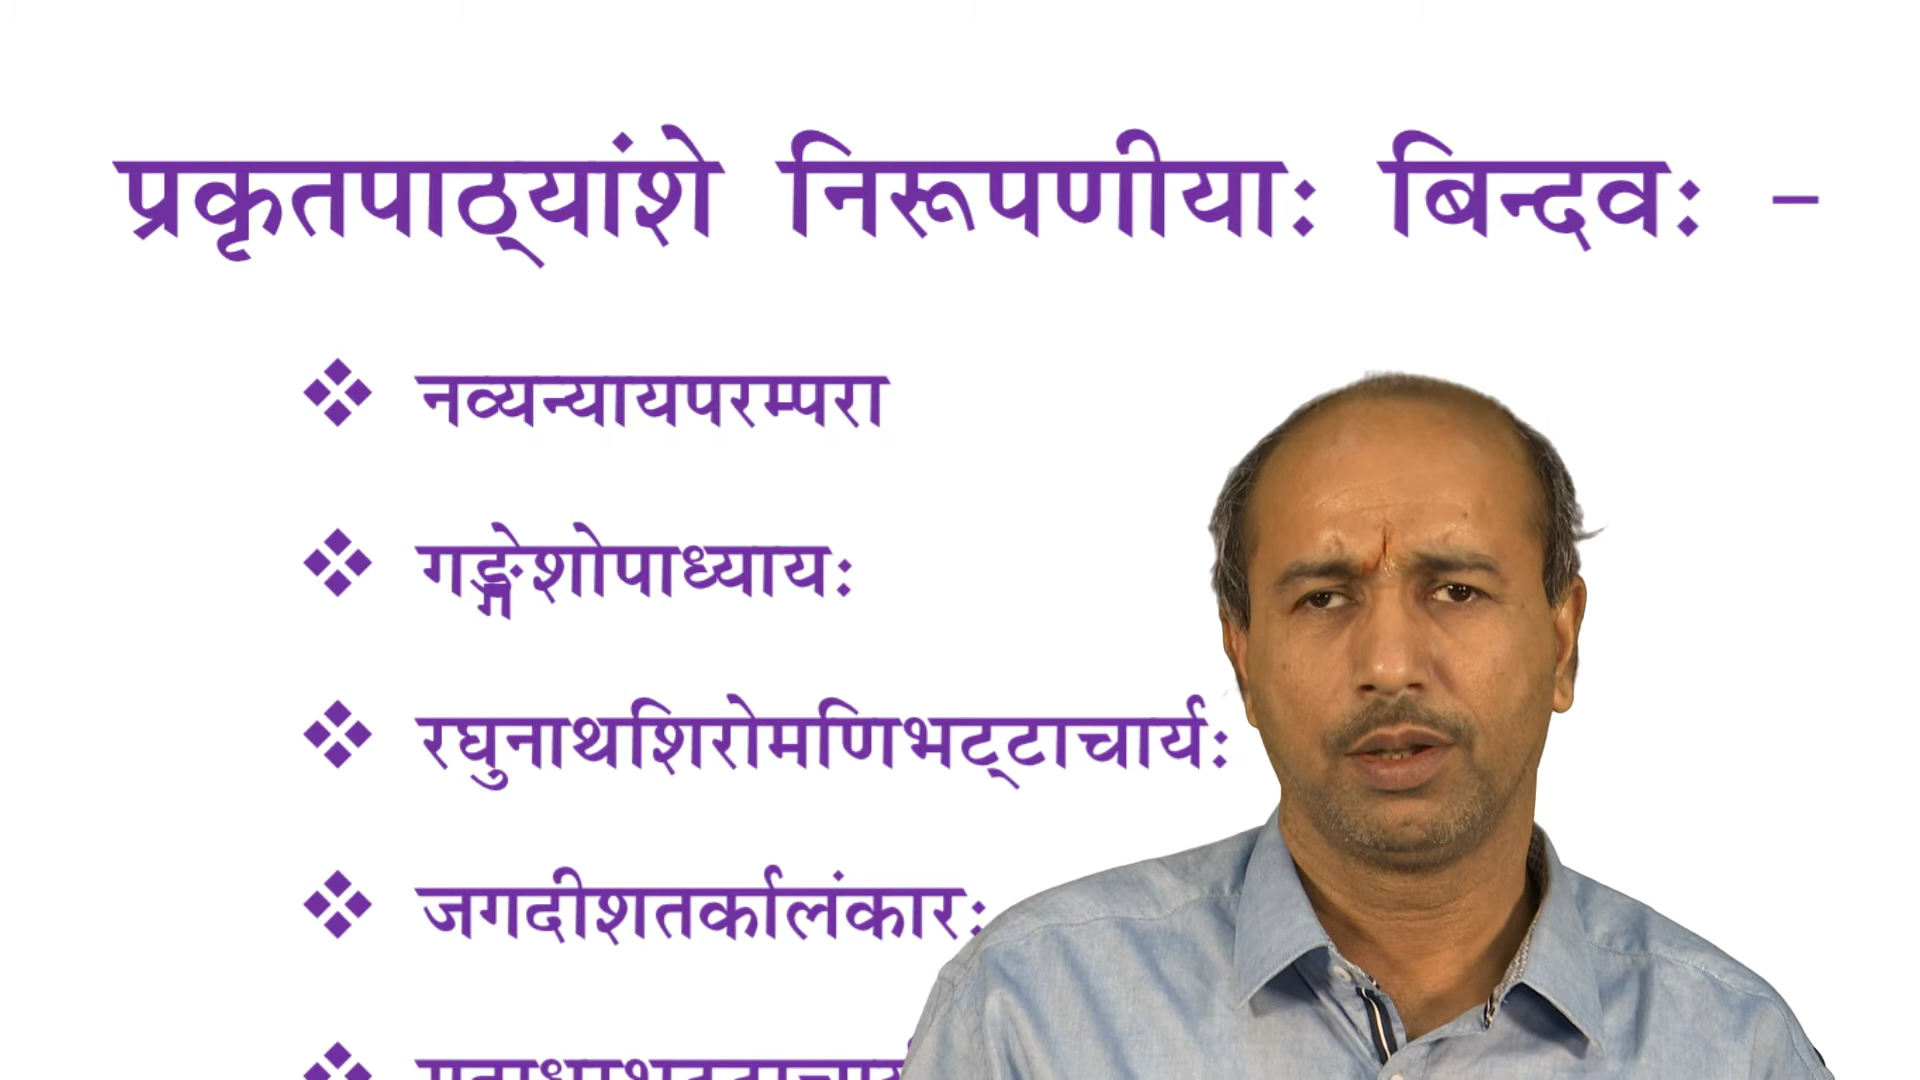 प्रकृतपाठ्यांशे निरूपणीयाः बिन्दवः –
❖ नव्यन्यायपरम्परा
❖ गङ्गेशोपाध्यायः
❖ रघुनाथशिरोमणिभट्टाचार्यः
❖ जगदीशतर्कालंकारः